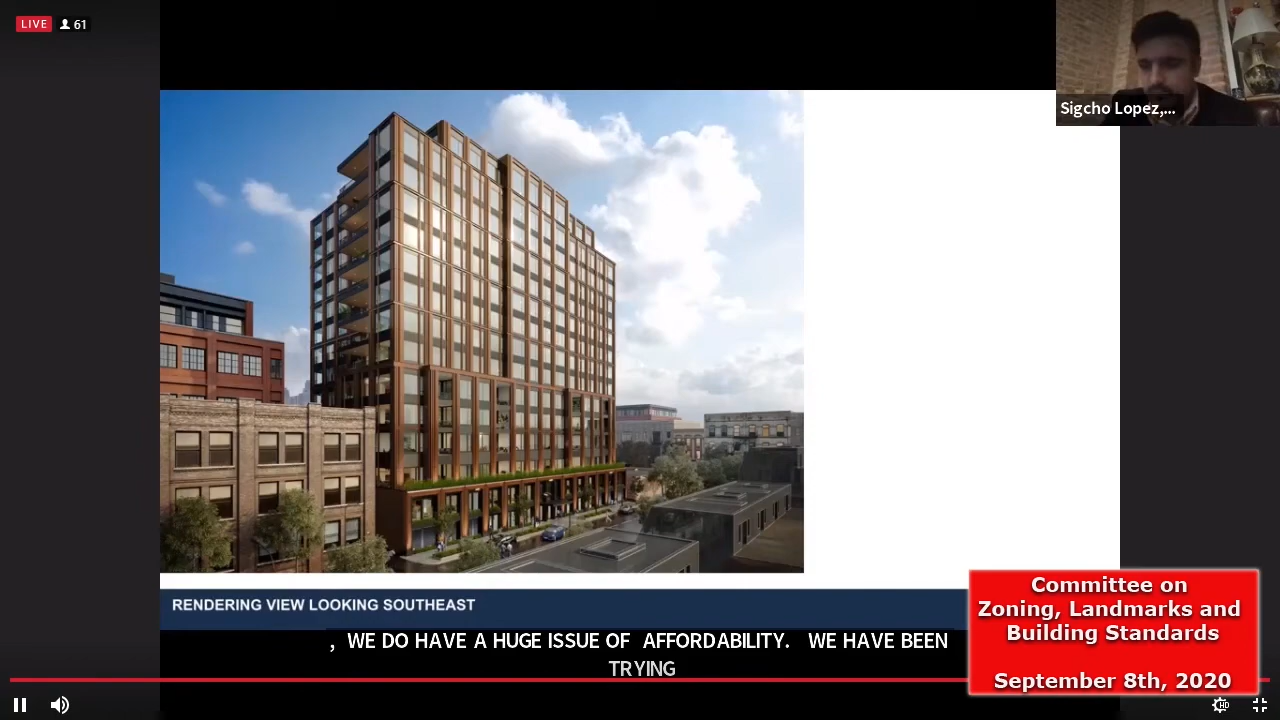 LIVE 61
Sigcho Lopez,...
RENDERING VIEW LOOKING SOUTHEAST
, WE DO HAVE A HUGE ISSUE OF AFFORDABILITY. WE HAVE BEEN
TRYING
Committee on
Zoning, Landmarks and
Building Standards
September 8th, 2020
HD